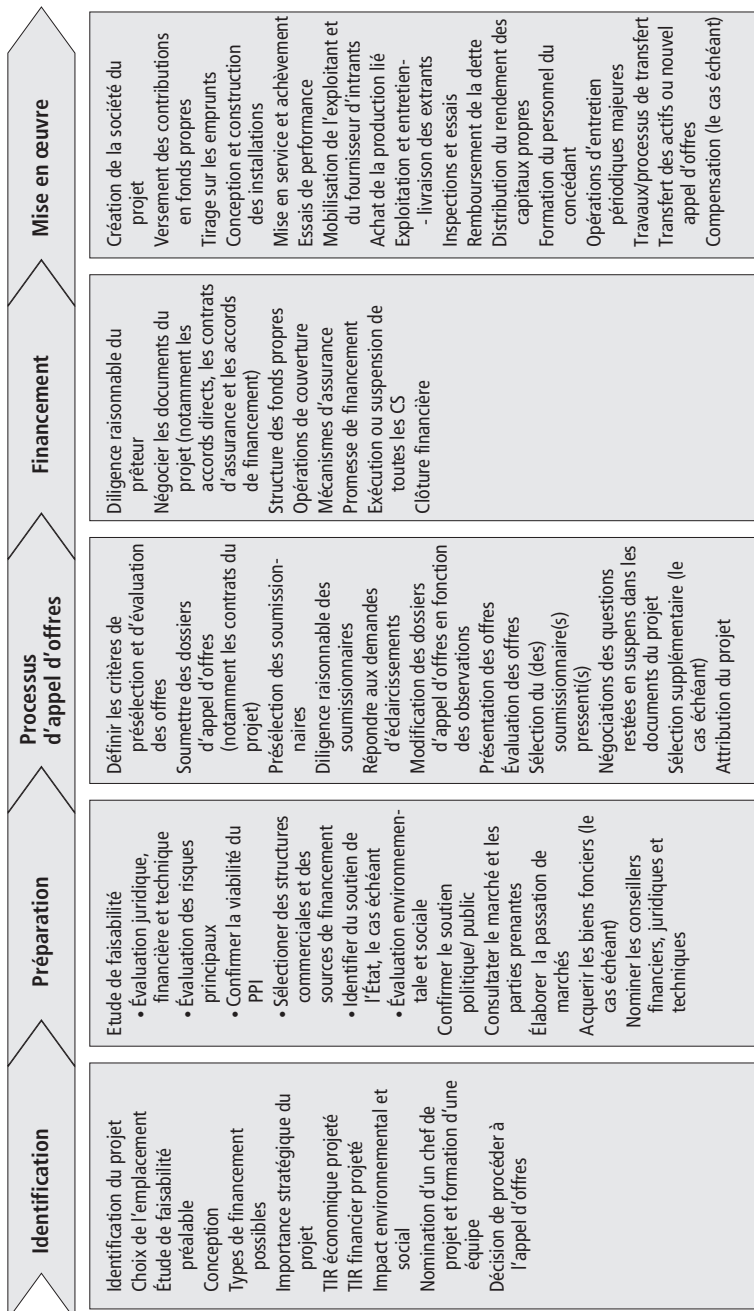 Identification
Identification du projet
Choix de l'emplacement
Étude de faisabilité
préalable
Conception
Types de financement
possibles
Importance stratégique du
projet
TIR économique projeté
TIR financier projeté
Impact environnemental et
social
Nomination d'un chef de
projet et formation d'une
équipe
Décision de procéder à
l'appel d'offres
Préparation
Etude de faisabilité
• Évaluation juridique,
financière et technique
• Évaluation des risques
principaux
• Confirmer la viabilité du
PPI
• Sélectioner des structures
commerciales et des
sources de financement
• Identifier du soutien de
l'État, le cas échéant
• Évaluation environnemen-
tale et sociale
Confirmer le soutien
politique/ public
Consultater le marché et les
parties prenantes
Élaborer la passation de
marchés
Acquerir les biens fonciers (le
cas échéant)
Nominer les conseillers
financiers, juridiques et
techniques
Processus
d'appel d'offres
Définir les critères de
présélection et d'évaluation
des offres
Soumettre des dossiers
d'appel d'offres
(notamment les contrats du
projet)
Présélection des soumission-
naires
Diligence raisonnable des
soumissionnaires
Répondre aux demandes
d'éclaircissements
Modification des dossiers
d'appel d'offres en fonction
des observations
Présentation des offres
Évaluation des offres
Sélection du (des)
soumissionnaire(s)
pressenti(s)
Négociations des questions
restées en suspens dans les
documents du projet
Sélection supplémentaire (le
cas échéant)
Attribution du projet
Financement
Diligence raisonnable du
prêteur
Négocier les documents du
projet (notamment les
accords directs, les contrats
d'assurance et les accords
de financement)
Structure des fonds propres
Opérations de couverture
Mécanismes d'assurance
Promesse de financement
Exécution ou suspension de
toutes les CS
Clôture financière
Mise en œuvre
Création de la société du
projet
Versement des contributions
en fonds propres
Tirage sur les emprunts
Conception et construction
des installations
Mise en service et achèvement
Essais de performance
Mobilisation de l'exploitant et
du fournisseur d'intrants
Achat de la production lié
Exploitation et entretien-
- livraison des extrants
Inspections et essais
Remboursement de la dette
Distribution du rendement des
capitaux propres
Formation du personnel du
concédant
Opérations d'entretien
périodiques majeures
Travaux/processus de transfert
Transfert des actifs ou nouvel
appel d'offres
Compensation (le cas échéant)